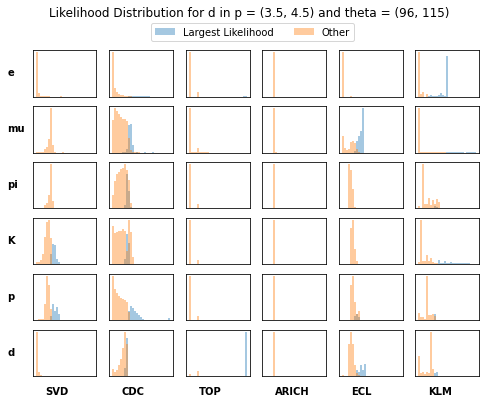 Likelihood Distribution for d in p = (3.5, 4.5) and theta = (96, 115)
Largest Likelihood Other
e
mu
pi
K
p
d
SVD CDC TOP ARICH ECL KLM